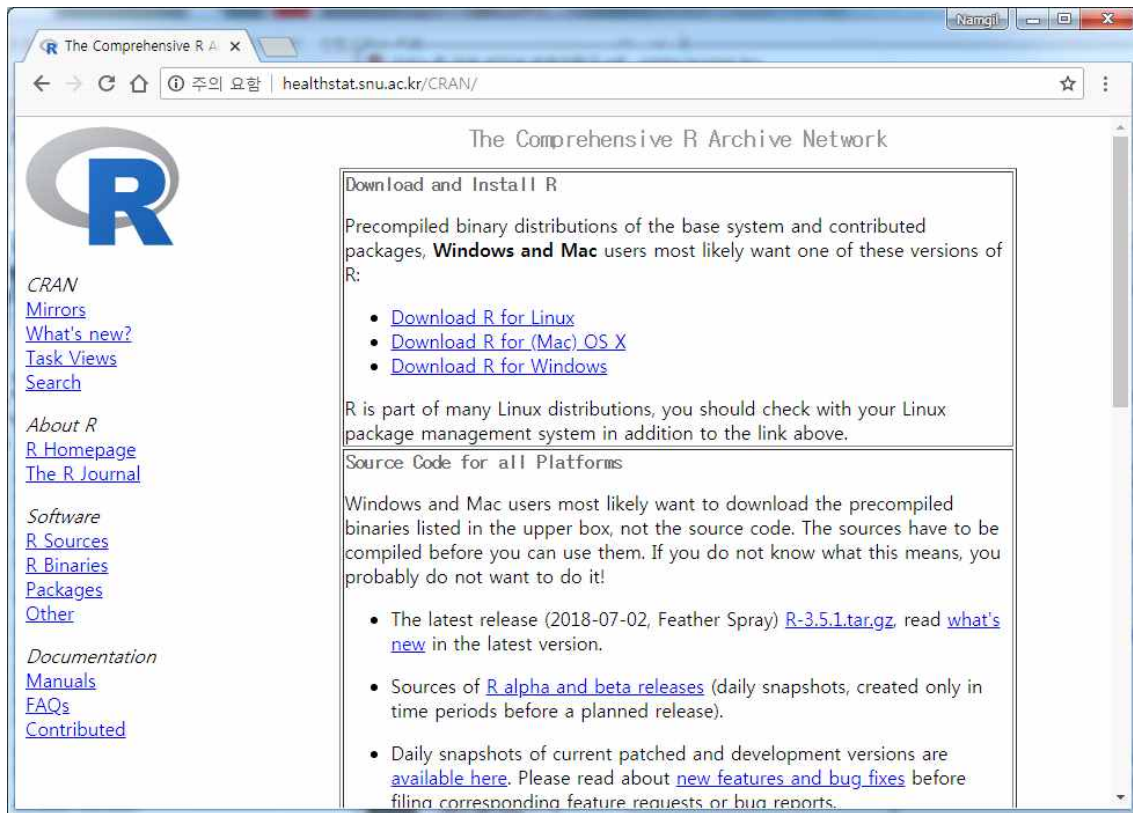 Namgil
The Comprehensive R A
주의 요함 | healthstat.snu.ac.kr/CRAN/
R
CRAN
Mirrors
What's new?
Task Views
Search
About R
R Homepage
The R Journal
Software
R Sources
R Binaries
Packages
Other
Documentation
Manuals
FAQs
Contributed
The Comprehensive R Archive Network
Download and Install R
Precompiled binary distributions of the base system and contributed
packages, Windows and Mac users most likely want one of these versions of
R:
• Download R for Linux
• Download R for (Mac) OS X
• Download R for Windows
R is part of many Linux distributions, you should check with your Linux
package management system in addition to the link above.
Source Code for all Platforms
Windows and Mac users most likely want to download the precompiled
binaries listed in the upper box, not the source code. The sources have to be
compiled before you can use them. If you do not know what this means, you
probably do not want to do it!
• The latest release (2018-07-02, Feather Spray) R-3.5.1.tar.gz, read what's
new in the latest version.
• Sources of R alpha and beta releases (daily snapshots, created only in
time periods before a planned release).
• Daily snapshots of current patched and development versions are
available here. Please read about new features and bug fixes before
filing corresponding feature requests or bug reports.